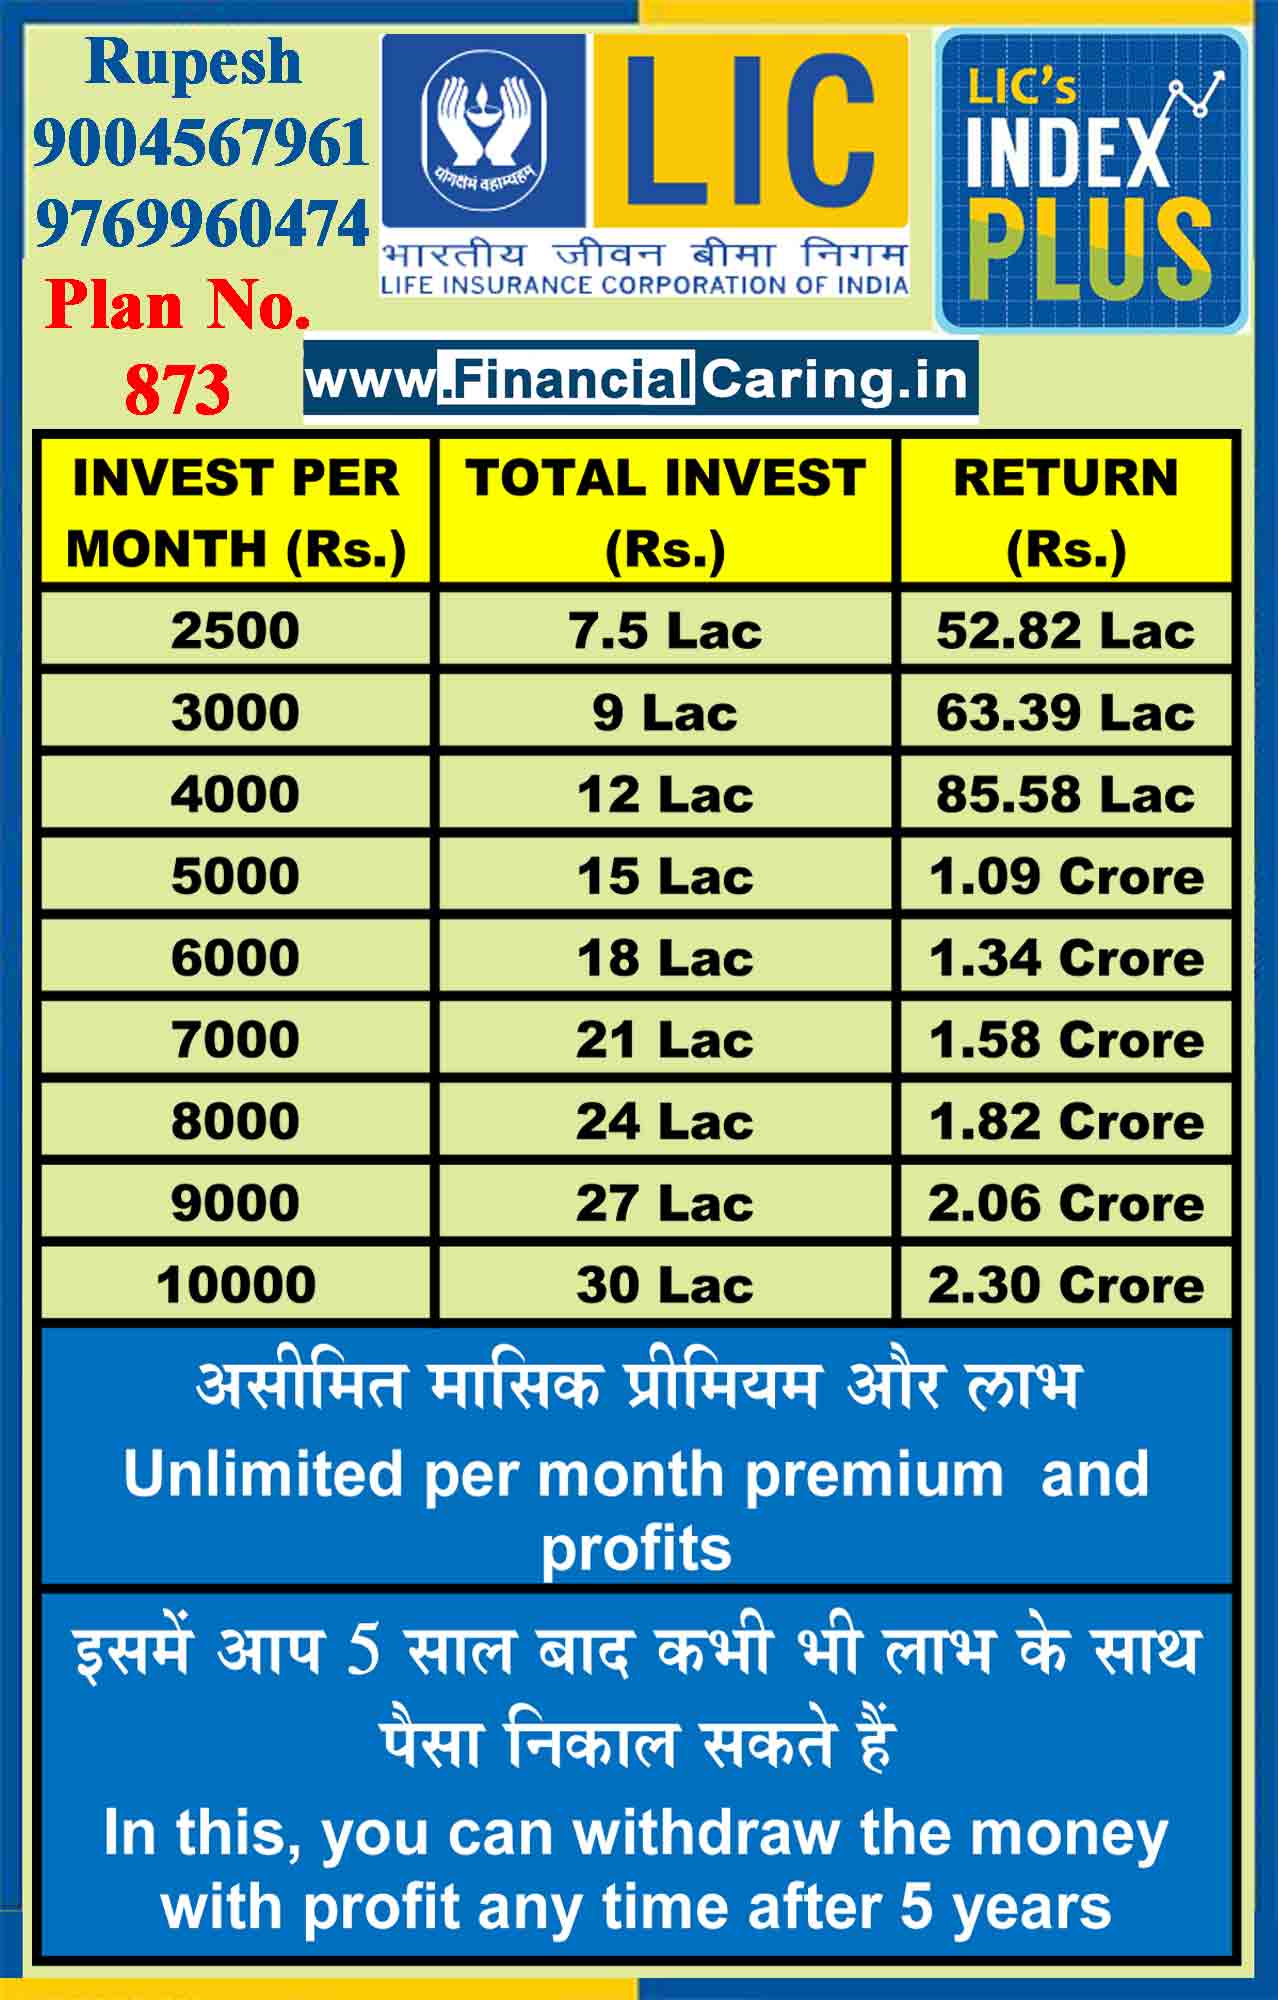 Rupesh
9004567961
9769960474
Plan No.
873
योगक्षेमं वहाम्यहम्
LIC
भारतीय जीवन बीमा निगम
LIFE INSURANCE CORPORATION OF INDIA
LIC's
INDEX
PLUS
www.FinancialCaring.in
INVEST PER MONTH (Rs.) TOTAL INVEST (Rs.) RETURN (Rs.)
2500 7.5 Lac 52.82 Lac
3000 9 Lac 63.39 Lac
4000 12 Lac 85.58 Lac
5000 15 Lac 1.09 Crore
6000 18 Lac 1.34 Crore
7000 21 Lac 1.58 Crore
8000 24 Lac 1.82 Crore
9000 27 Lac 2.06 Crore
10000 30 Lac 2.30 Crore
असीमित मासिक प्रीमियम और लाभ
Unlimited per month premium and
profits
इसमें आप 5 साल बाद कभी भी लाभ के साथ
पैसा निकाल सकते हैं
In this, you can withdraw the money
with profit any time after 5 years